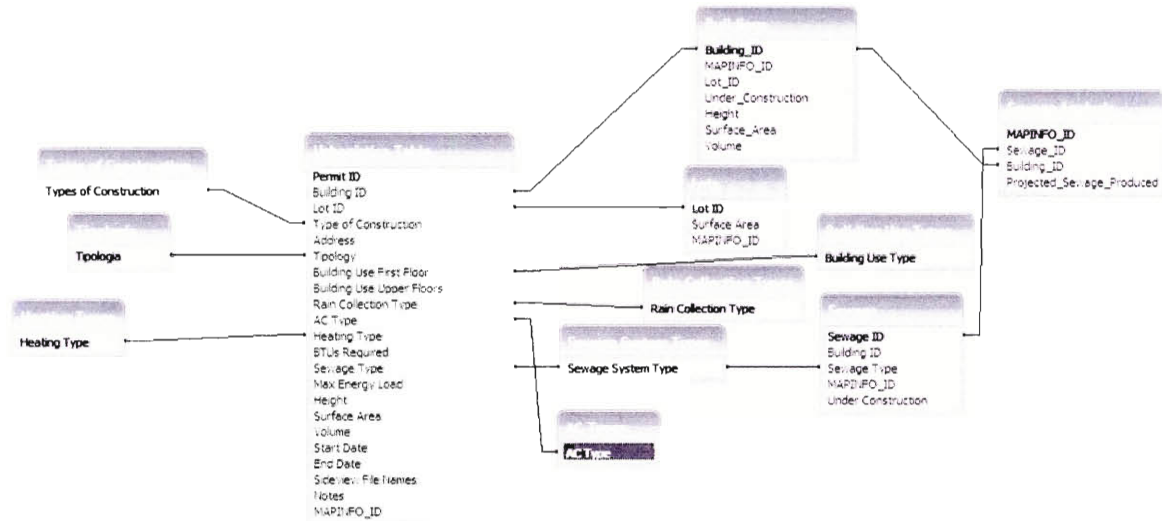 Building_ID
MAPINFO_ID
Lot_ID
Under_Construction
Height
Surface_Area
Volume
MAPINFO_ID
Sewage_ID
Building_ID
Projected_Sewage_Produced
Types of Construction
Tipologia
Heating Type
Permit ID
Building ID
Lot ID
Type of Construction
Address
Tipology
Building Use First Floor
Building Use Upper Floors
Rain Collection Type
AC Type
Heating Type
BTUs Required
Sewage Type
Max Energy Load
Height
Surface Area
Volume
Start Date
End Date
Sideview File Names
Notes
MAPINFO_ID
Lot ID
Surface Area
MAPINFO_ID
Building Use Type
Rain Collection Type
Sewage System Type
AC Type
Sewage ID
Building ID
Sewage Type
MAPINFO_ID
Under Construction